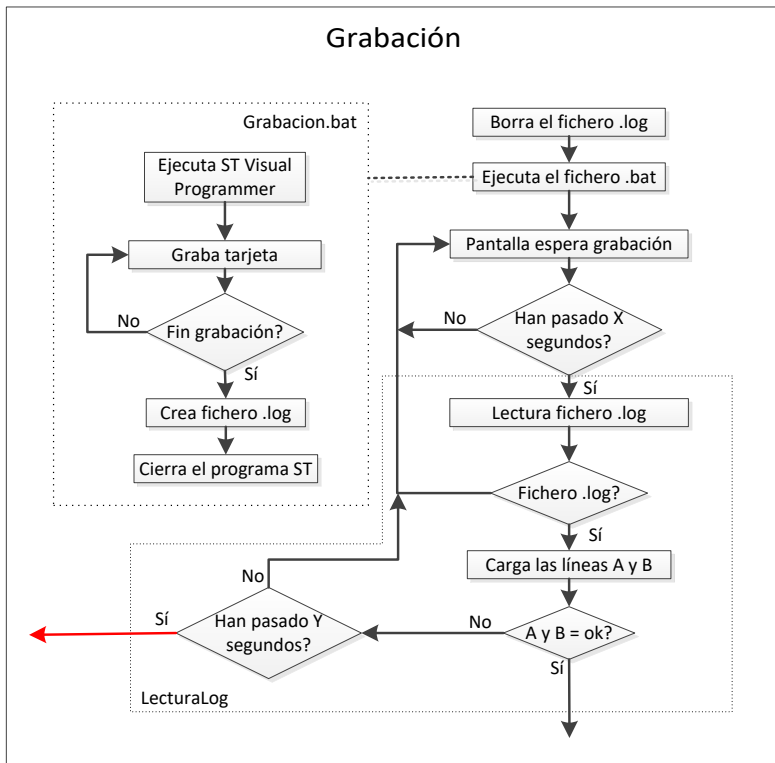 Grabación
Grabacion.bat
Ejecuta ST Visual
Programmer
Graba tarjeta
No
Fin grabación?
Sí
Crea fichero .log
Cierra el programa ST
Borra el fichero .log
Ejecuta el fichero .bat
Pantalla espera grabación
No
Han pasado X
segundos?
Sí
Lectura fichero .log
Fichero .log?
Sí
Carga las líneas A y B
A y B = ok?
No
Sí
Han pasado Y
segundos?
No
Sí
LecturaLog